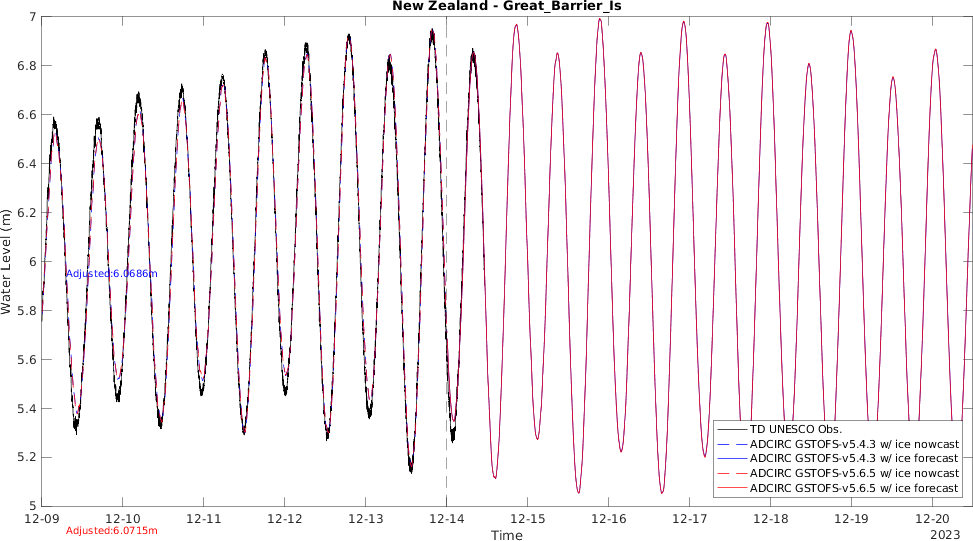 New Zealand - Great_Barrier_Is
7
6.8
6.6
6.4
6.2
6
5.8
5.6
5.4
5.2
5
Water Level (m)
Adjusted:6.0686m
TD UNESCO Obs.
ADCIRC GSTOFS-v5.4.3 w/ ice nowcast
ADCIRC GSTOFS-v5.4.3 w/ ice forecast
ADCIRC GSTOFS-v5.6.5 w/ ice nowcast
ADCIRC GSTOFS-v5.6.5 w/ ice forecast
12-09 12-10 12-11 12-12 12-13 12-14 12-15 12-16 12-17 12-18 12-19 12-20
Adjusted:6.0715m
Time
2023